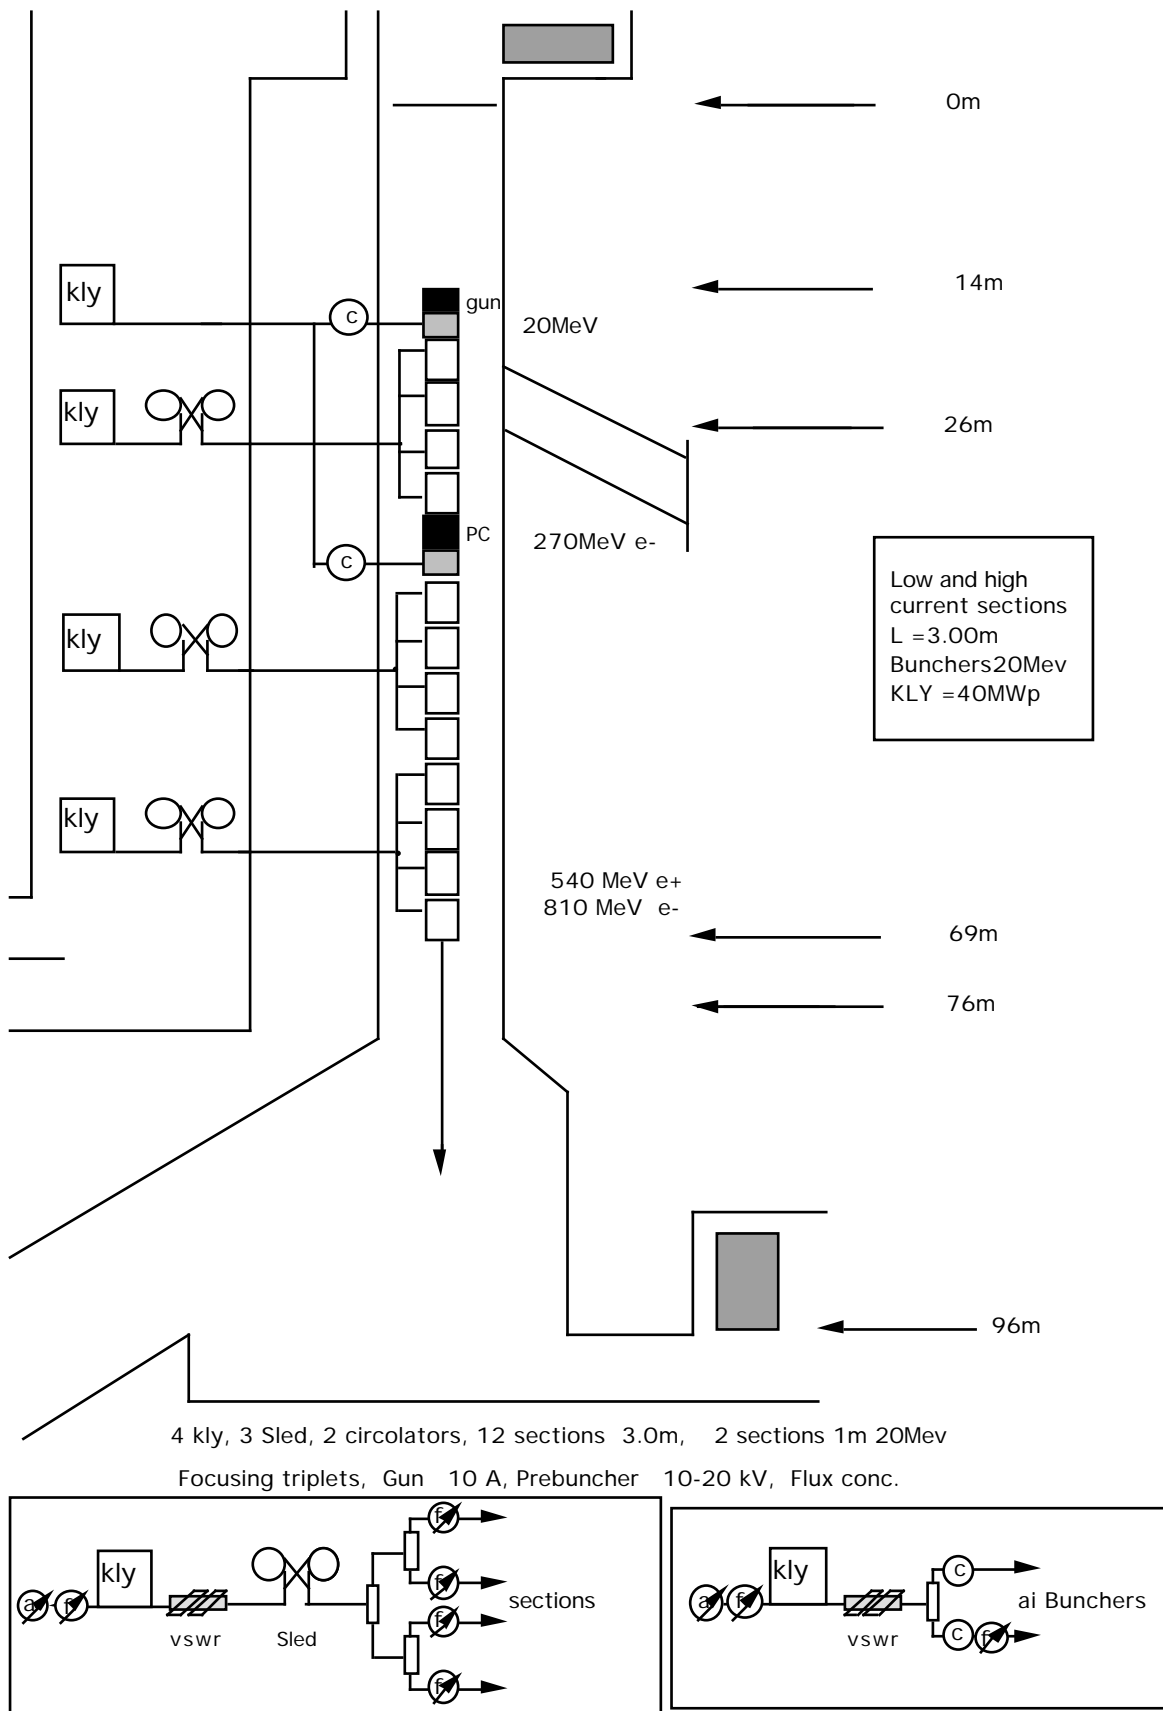 0m
14m
kly
gun
c
20MeV
kly
26m
PC
270MeV e-
c
Low and high
current sections
L =3.00m
Bunchers20Mev
KLY =40MWp
kly
kly
540 MeV e+
810 MeV e-
69m
76m
96m
4 kly, 3 Sled, 2 circolators, 12 sections 3.0m, 2 sections 1m 20Mev
Focusing triplets, Gun 10 A, Prebuncher 10-20 kV, Flux conc.
f
kly
a
f
f
sections
f
vswr
Sled
f
kly
c
a
f
ai Bunchers
vswr
c
f